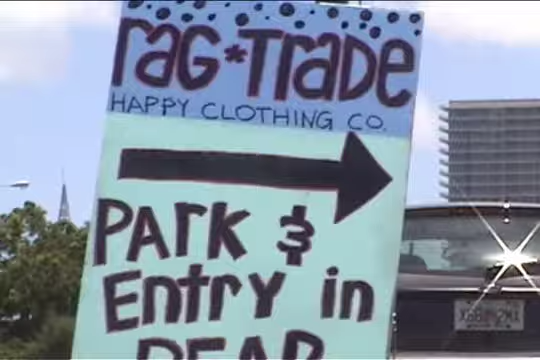 rag*Trade
HAPPY CLOTHING CO.
PArk &
Entry in
REAR